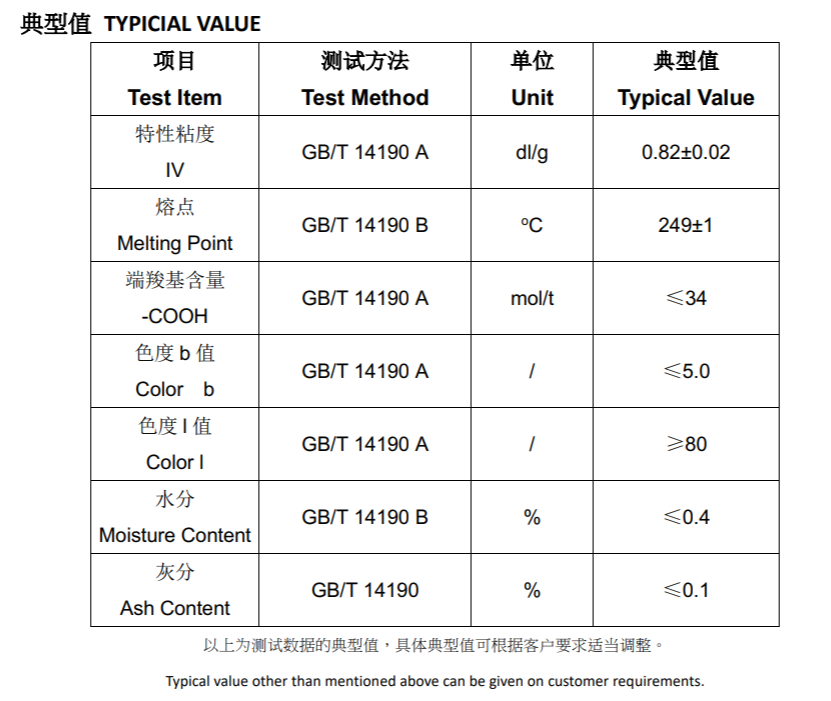 典型值 TYPICIAL VALUE
项目 测试方法 单位 典型值
Test Item Test Method Unit Typical Value
特性粘度
IV GB/T 14190 A dl/g 0.82±0.02
熔点
Melting Point GB/T 14190 B ºC 249±1
端羧基含量
-COOH GB/T 14190 A mol/t ≤34
色度 b 值
Color b GB/T 14190 A / ≤5.0
色度 l 值
Color l GB/T 14190 A / ≥80
水分
Moisture Content GB/T 14190 B % ≤0.4
灰分
Ash Content GB/T 14190 % ≤0.1
以上为测试数据的典型值，具体典型值可根据客户要求适当调整。
Typical value other than mentioned above can be given on customer requirements.